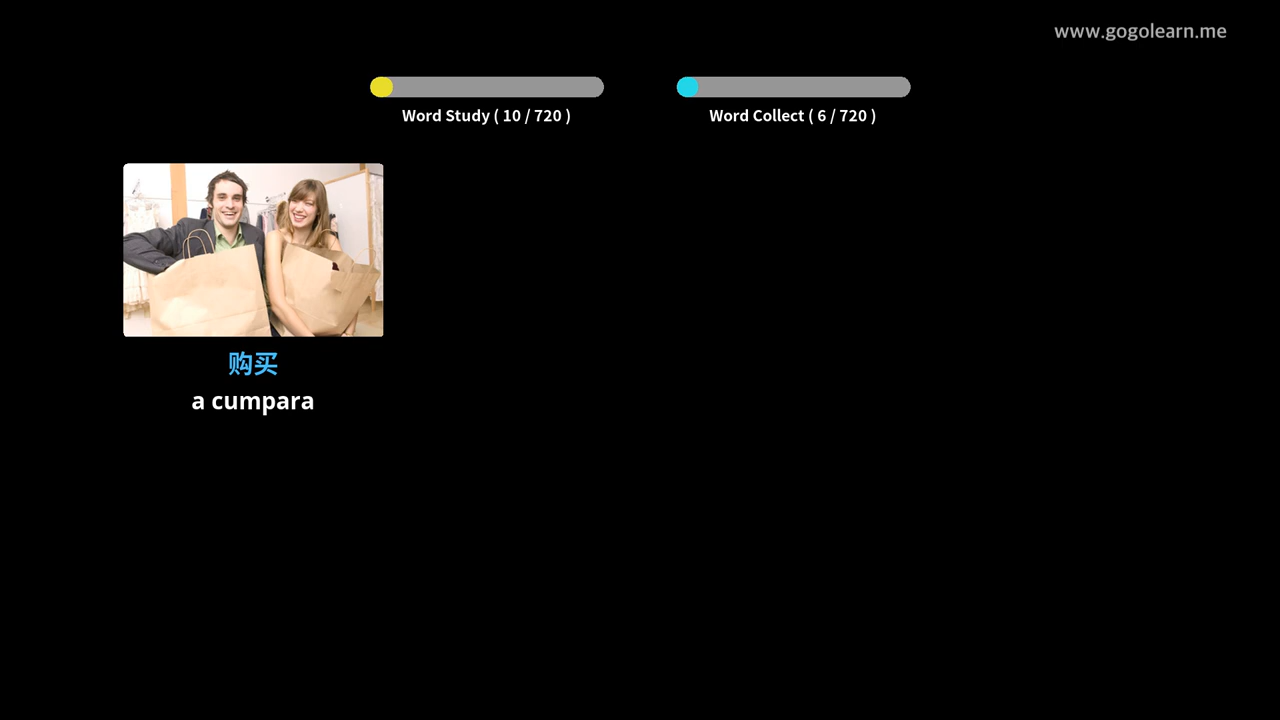 www.gogolearn.me
Word Study ( 10 / 720 )
Word Collect ( 6 / 720 )
购买
a cumpara